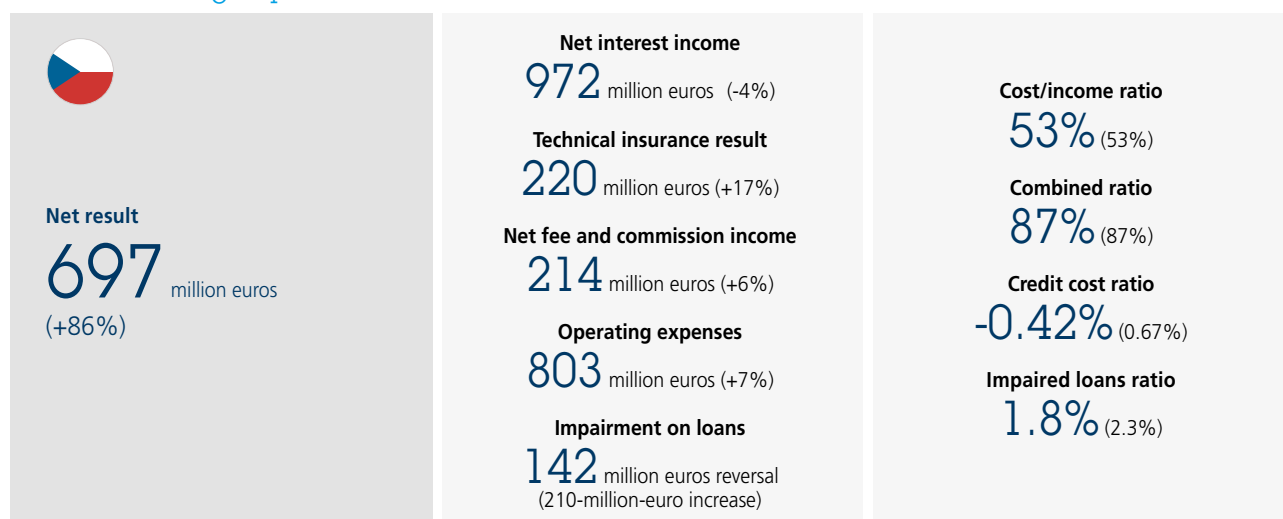 Net result
697 million euros
(+86%)
Net interest income
972 million euros (-4%)
Technical insurance result
220 million euros (+17%)
Net fee and commission income
214 million euros (+6%)
Operating expenses
803 million euros (+7%)
Impairment on loans
142 million euros reversal
(210-million-euro increase)
Cost/income ratio
53% (53%)
Combined ratio
87% (87%)
Credit cost ratio
-0.42% (0.67%)
Impaired loans ratio
1.8% (2.3%)